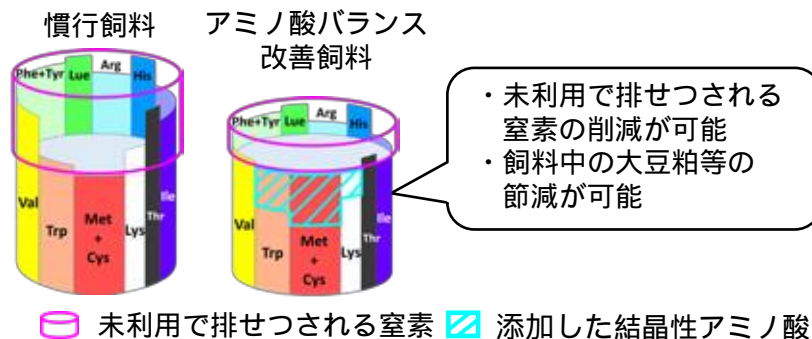 慣行飼料
アミノ酸バランス
改善飼料
Phe+Tyr Lue Arg His
Val Trp Met + Cys Lys Thr Ile
Phe+Tyr Lue Arg His
Val Trp Met + Cys Lys Thr Ile
・未利用で排せつされる
窒素の削減が可能
・飼料中の大豆粕等の
節減が可能
未利用で排せつされる窒素 添加した結晶性アミノ酸